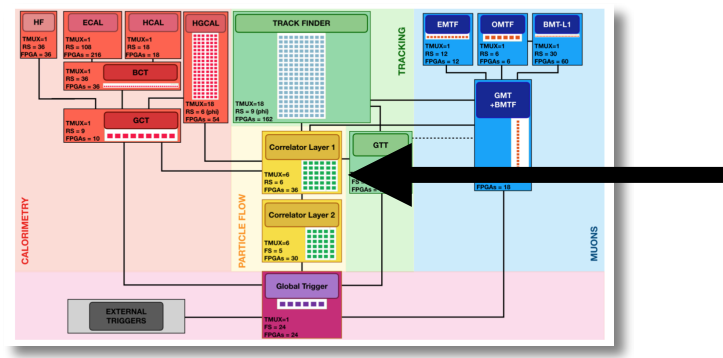 HF
TMUX=1
RS = 36
FPGA = 36
ECAL
TMUX=1
RS = 108
FPGAs = 216
HCAL
TMUX=1
RS = 18
FPGAs = 18
HGCAL
TMUX=18
RS = 6 (phi)
FPGAs = 54
BCT
TMUX=1
RS = 36
FPGAs = 36
GCT
TMUX=1
RS = 9
FPGAs = 10
CALORIMETRY
TRACK FINDER
TMUX=18
RS = 9 (phi)
FPGAs = 162
TRACKING
GTT
Correlator Layer 1
TMUX=6
RS = 6
FPGAs = 36
Correlator Layer 2
TMUX=6
FS = 5
FPGAs = 30
PARTICLE FLOW
EMTF
TMUX=1
RS = 12
FPGAs = 12
OMTF
TMUX=1
RS = 6
FPGAs = 6
BMT-L1
TMUX=1
RS = 30
FPGAs = 60
GMT
+BMTF
FPGAs = 18
MUONS
Global Trigger
TMUX=1
FS = 24
FPGAs = 24
EXTERNAL
TRIGGERS